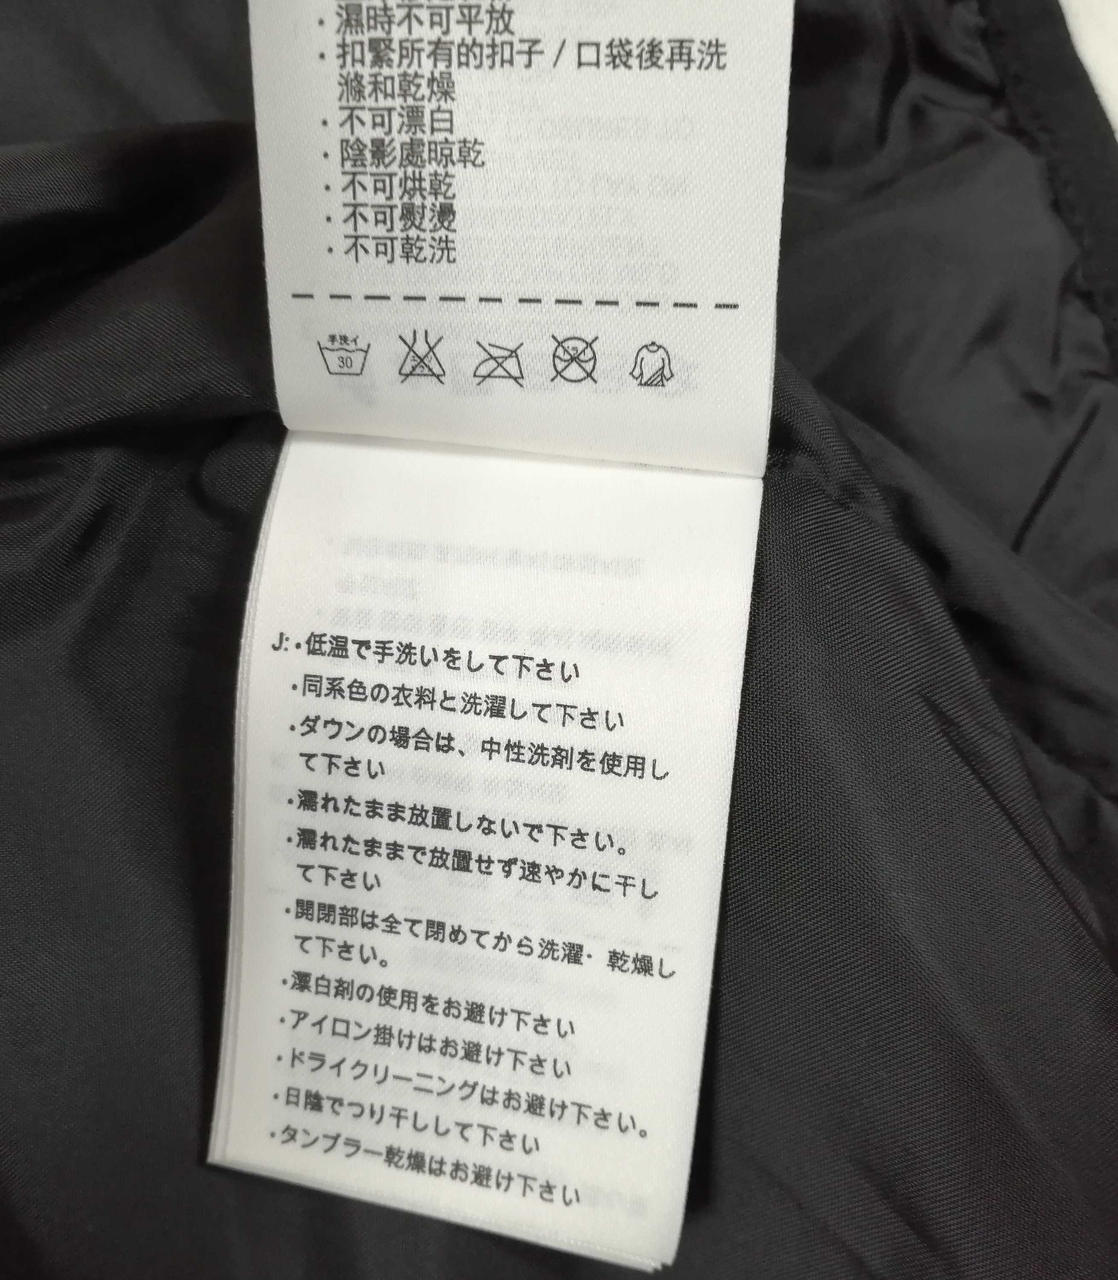 ・濕時不可平放
・扣緊所有的扣子 / 口袋後再洗
滌和乾燥
・不可漂白
・陰影處晾乾
・不可烘乾
・不可熨燙
・不可乾洗
手洗イ
30
J:・低温で手洗いをして下さい
・同系色の衣料と洗濯して下さい
・ダウンの場合は、中性洗剤を使用し
て下さい
・濡れたまま放置しないで下さい。
・濡れたままで放置せず速やかに干し
て下さい
・開閉部は全て閉めてから洗濯・乾燥し
て下さい。
・漂白剤の使用をお避け下さい
・アイロン掛けはお避け下さい
・ドライクリーニングはお避け下さい。
・日陰でつり干しして下さい
・タンブラー乾燥はお避け下さい